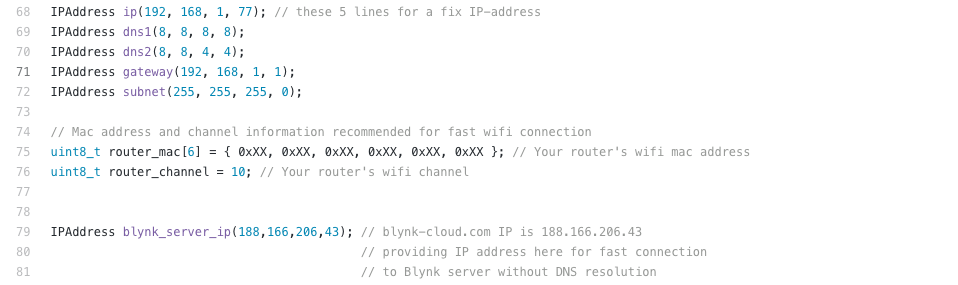 68 IPAddress ip(192, 168, 1, 77); // these 5 lines for a fix IP-address
69 IPAddress dns1(8, 8, 8, 8);
70 IPAddress dns2(8, 8, 4, 4);
71 IPAddress gateway(192, 168, 1, 1);
72 IPAddress subnet(255, 255, 255, 0);
73
74 // Mac address and channel information recommended for fast wifi connection
75 uint8_t router_mac[6] = { 0xXX, 0xXX, 0xXX, 0xXX, 0xXX, 0xXX }; // Your router's wifi mac address
76 uint8_t router_channel = 10; // Your router's wifi channel
77
78
79 IPAddress blynk_server_ip(188,166,206,43); // blynk-cloud.com IP is 188.166.206.43
80 // providing IP address here for fast connection
81 // to Blynk server without DNS resolution